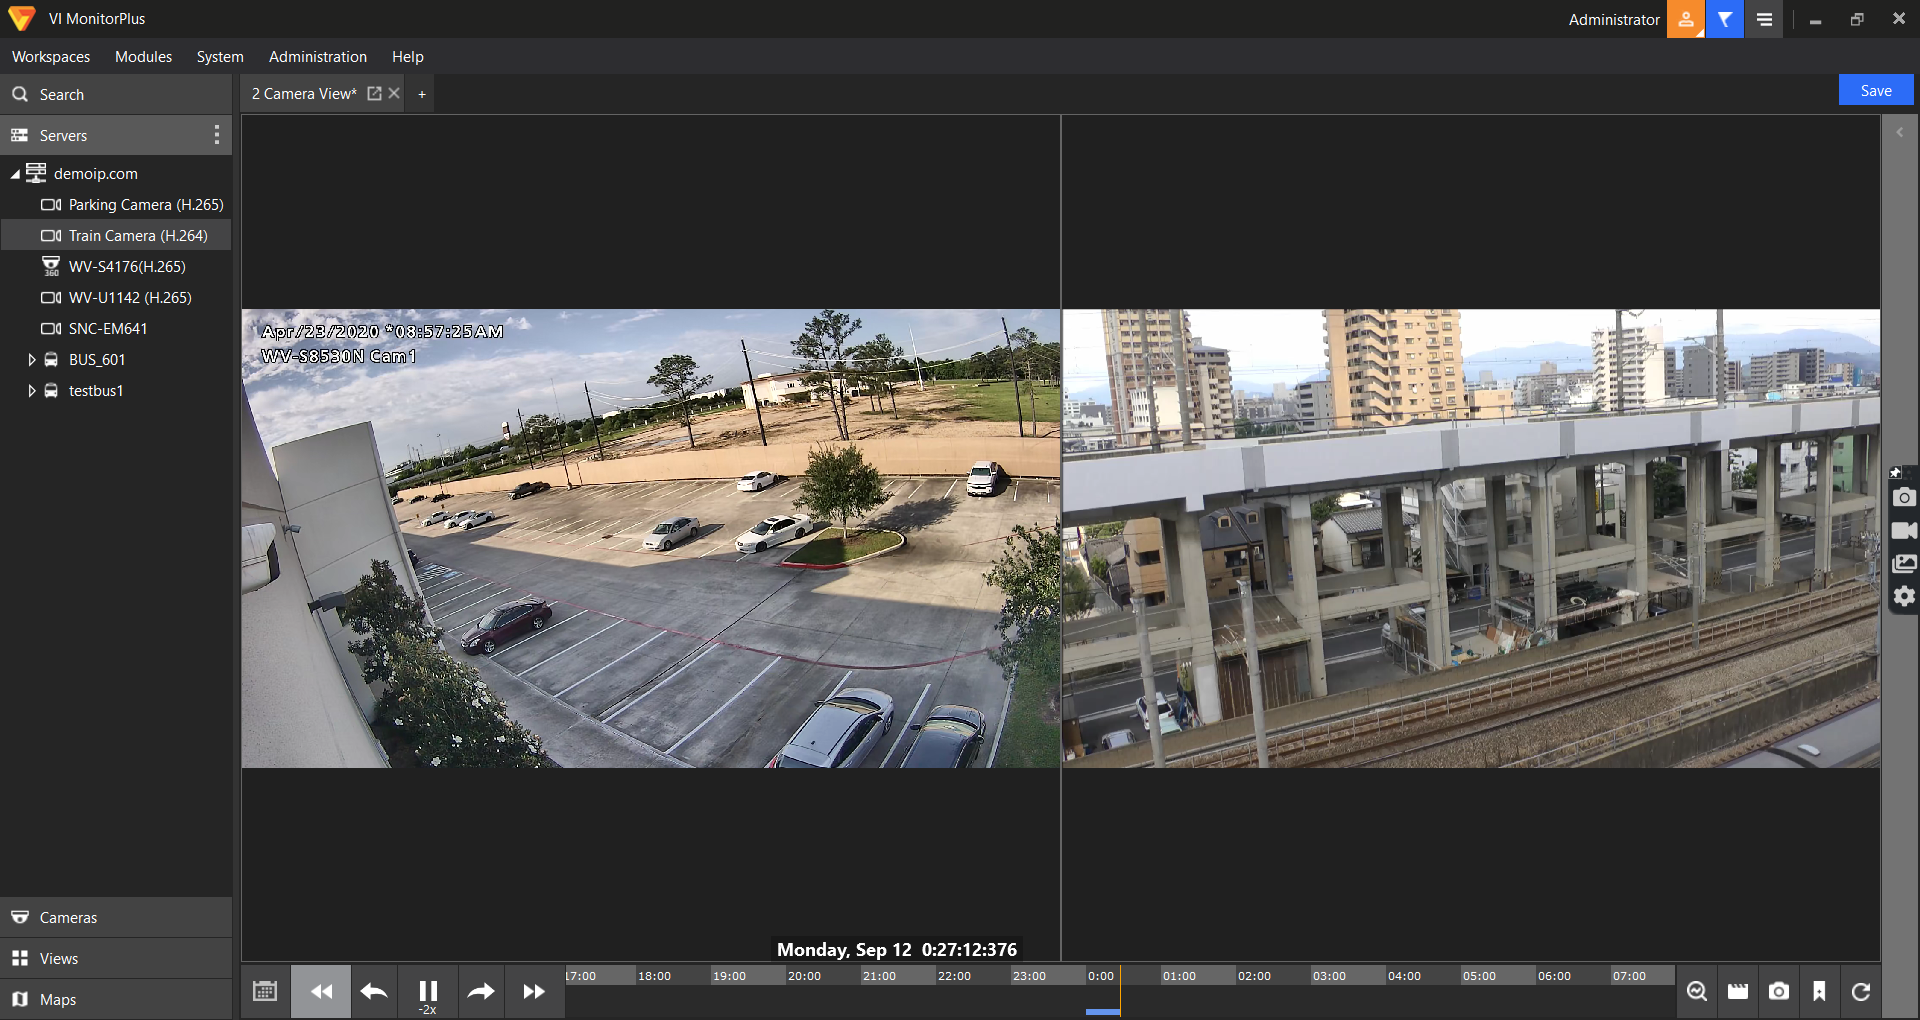 VI MonitorPlus
Administrator
Workspaces Modules System Administration Help
Search
2 Camera View* +
Save
Servers
demoip.com
Parking Camera (H.265)
Train Camera (H.264)
360 WV-S4176(H.265)
WV-U1142 (H.265)
SNC-EM641
BUS_601
testbus1
Apr/23/2020 *08:57:25AM
WV-S8530N Cam1
Cameras
Views
Maps
Monday, Sep 12 0:27:12:376
-2x
17:00 18:00 19:00 20:00 21:00 22:00 23:00 0:00 01:00 02:00 03:00 04:00 05:00 06:00 07:00